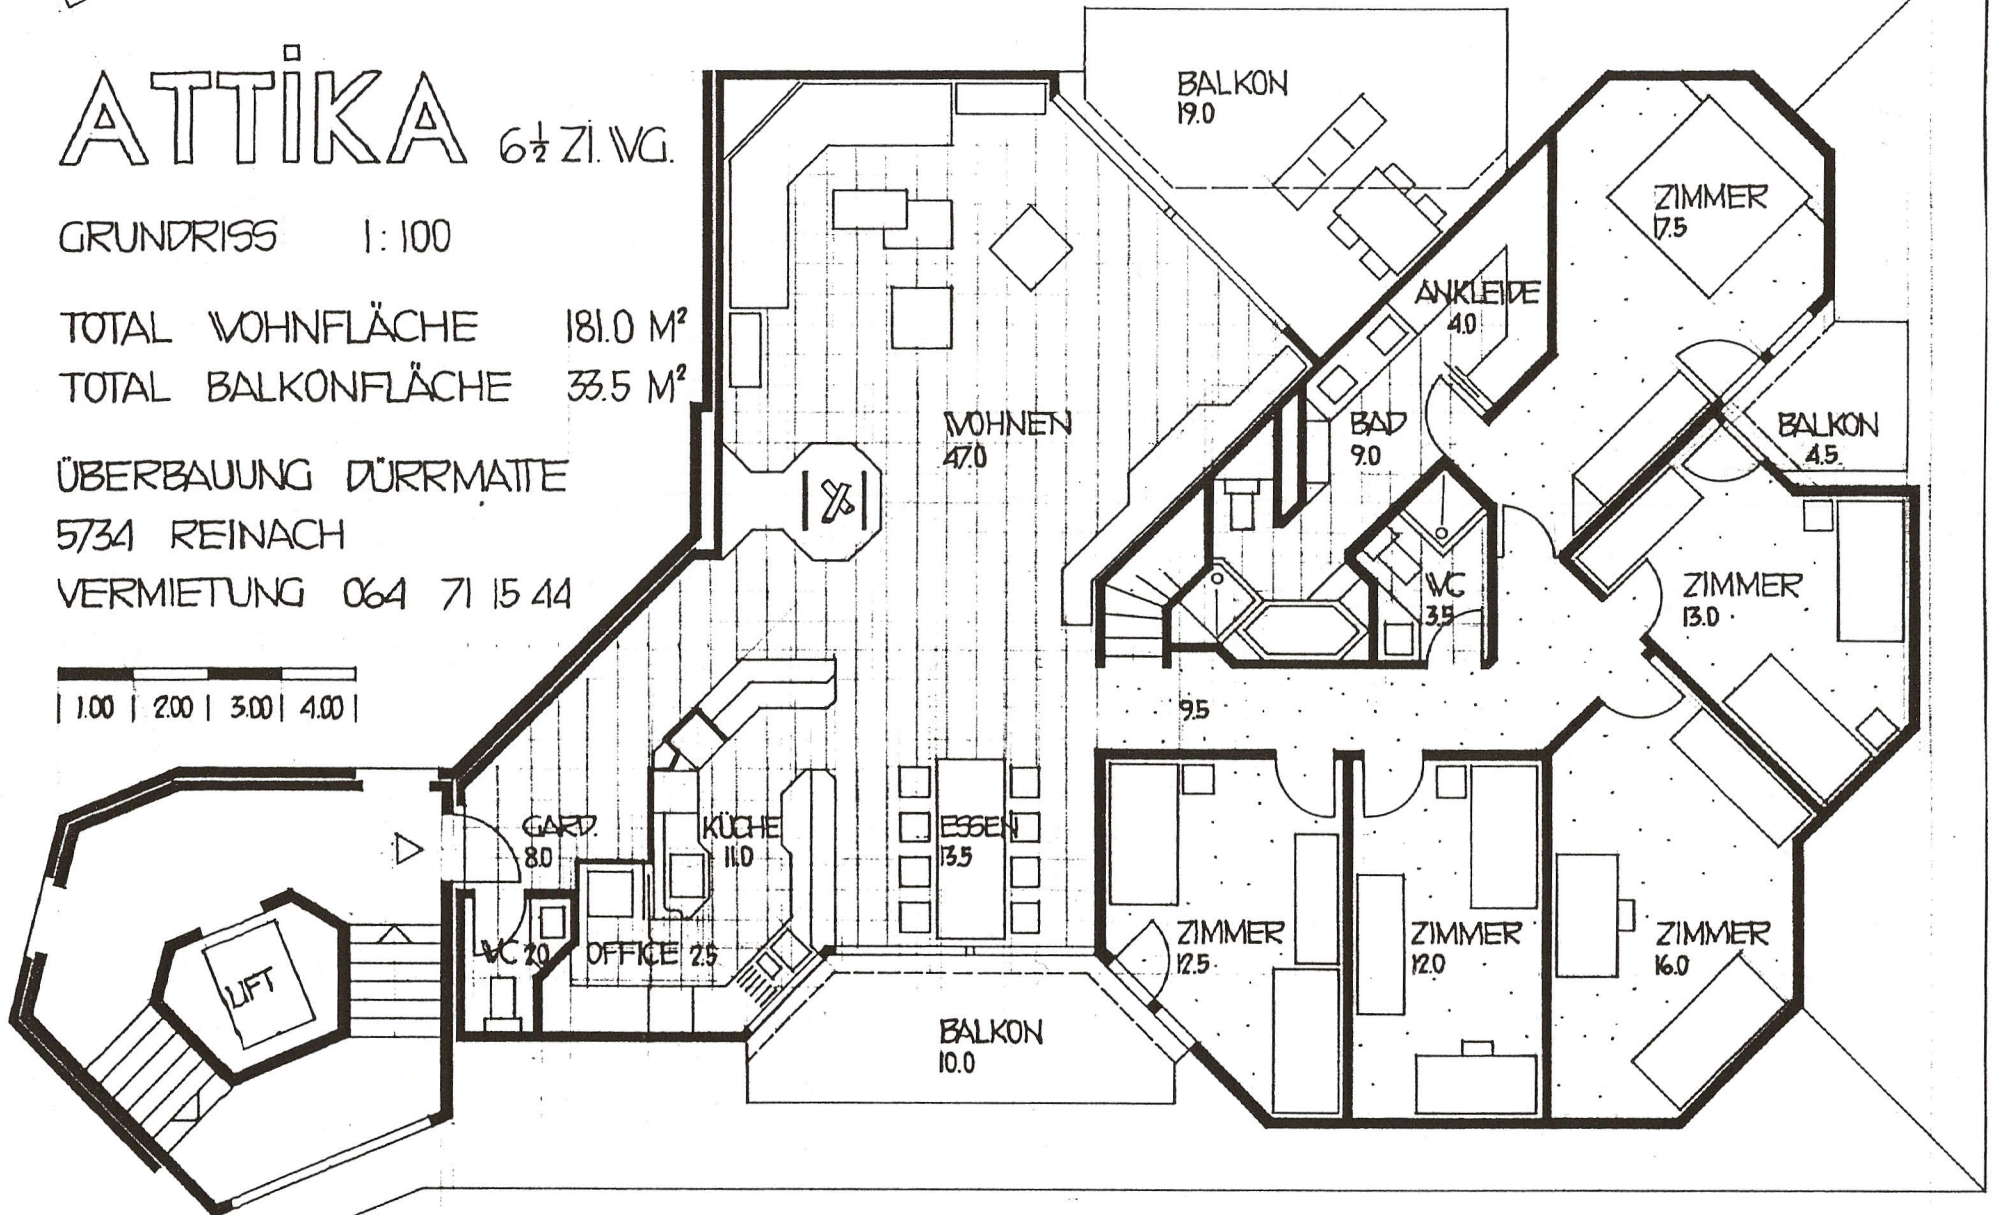 ATTIKA 6½ ZI. WG.
GRUNDRISS 1:100
TOTAL WOHNFLÄCHE 181.0 M²
TOTAL BALKONFLÄCHE 33.5 M²
ÜBERBAUUNG DÜRRMATTE
5734 REINACH
VERMIETUNG 064 71 15 44
1.00 2.00 3.00 4.00
BALKON
19.0
ZIMMER
17.5
ANKLEIDE
4.0
WOHNEN
47.0
BAD
9.0
BALKON
4.5
WC
3.5
ZIMMER
13.0
9.5
GARD.
8.0
KÜCHE
11.0
ESSEN
13.5
WC 2.0
OFFICE 2.5
ZIMMER
12.5
ZIMMER
12.0
ZIMMER
16.0
LIFT
BALKON
10.0